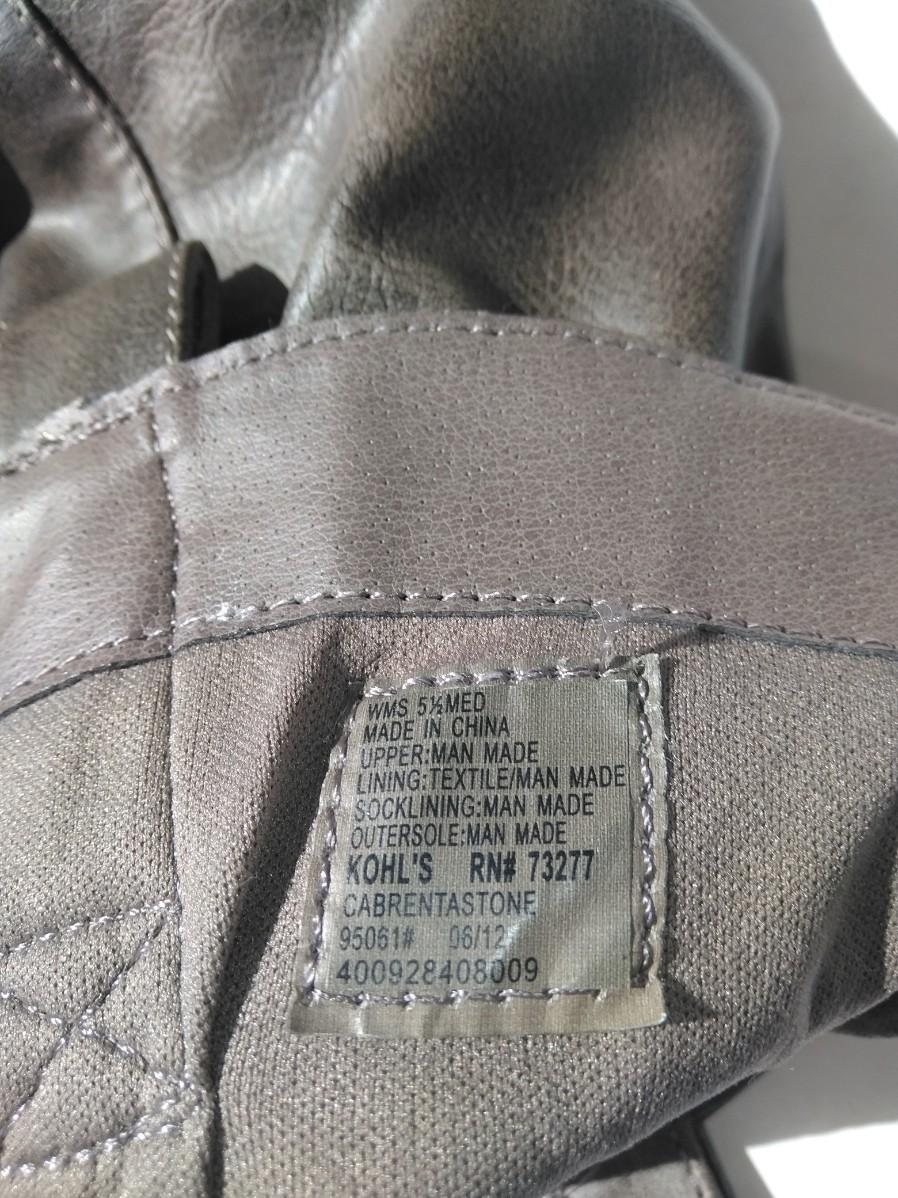 WMS 5½MED
MADE IN CHINA
UPPER:MAN MADE
LINING:TEXTILE/MAN MADE
SOCKLINING:MAN MADE
OUTERSOLE:MAN MADE
KOHL'S RN# 73277
CABRENTASTONE
95061# 06/12
400928408009